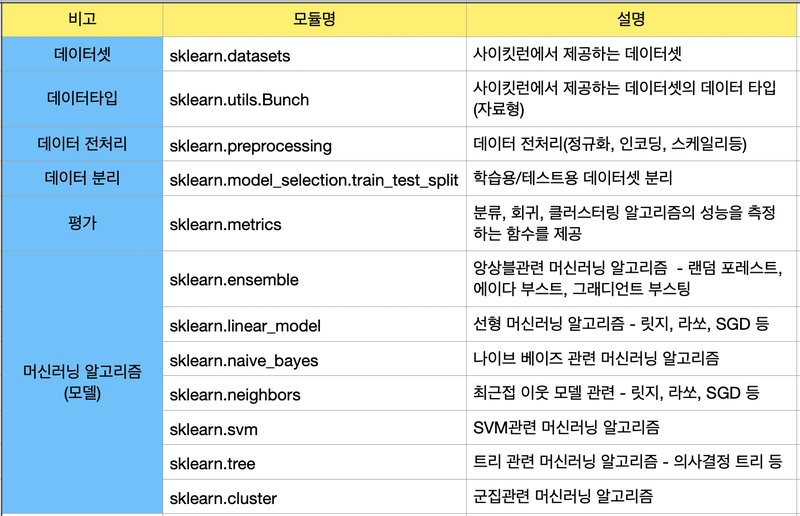 비고 모듈명 설명
데이터셋 sklearn.datasets 사이킷런에서 제공하는 데이터셋
데이터타입 sklearn.utils.Bunch 사이킷런에서 제공하는 데이터셋의 데이터 타입
(자료형)
데이터 전처리 sklearn.preprocessing 데이터 전처리(정규화, 인코딩, 스케일리등)
데이터 분리 sklearn.model_selection.train_test_split 학습용/테스트용 데이터셋 분리
평가 sklearn.metrics 분류, 회귀, 클러스터링 알고리즘의 성능을 측정
하는 함수를 제공
머신러닝 알고리즘
(모델)
sklearn.ensemble 앙상블관련 머신러닝 알고리즘 - 랜덤 포레스트,
에이다 부스트, 그래디언트 부스팅
sklearn.linear_model 선형 머신러닝 알고리즘 - 릿지, 라쏘, SGD 등
sklearn.naive_bayes 나이브 베이즈 관련 머신러닝 알고리즘
sklearn.neighbors 최근접 이웃 모델 관련 - 릿지, 라쏘, SGD 등
sklearn.svm SVM관련 머신러닝 알고리즘
sklearn.tree 트리 관련 머신러닝 알고리즘 - 의사결정 트리 등
sklearn.cluster 군집관련 머신러닝 알고리즘